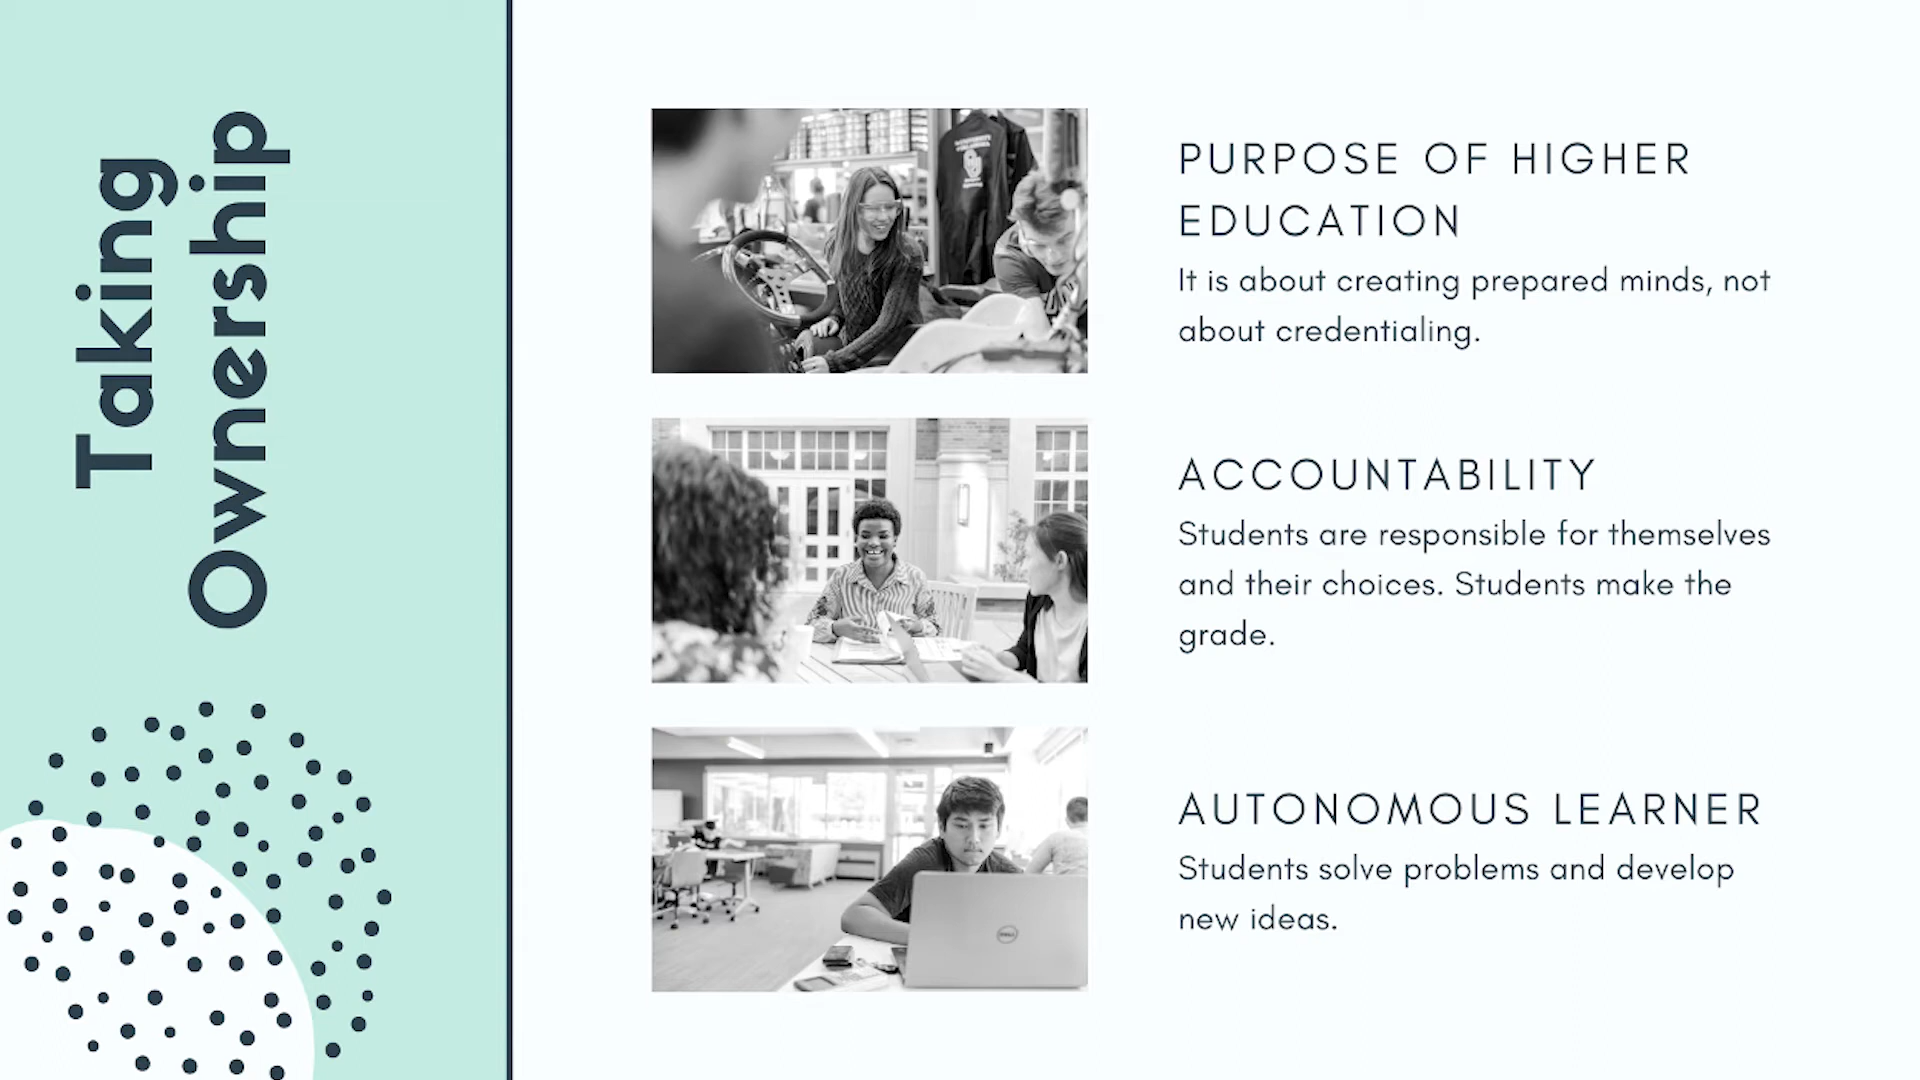 Taking
Ownership
PURPOSE OF HIGHER
EDUCATION
It is about creating prepared minds, not
about credentialing.
ACCOUNTABILITY
Students are responsible for themselves
and their choices. Students make the
grade.
AUTONOMOUS LEARNER
Students solve problems and develop
new ideas.
DELL